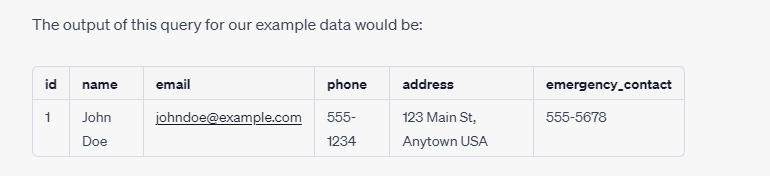 The output of this query for our example data would be:
id name email phone address emergency_contact
1 John johndoe@example.com 555- 123 Main St, 555-5678
Doe 1234 Anytown USA